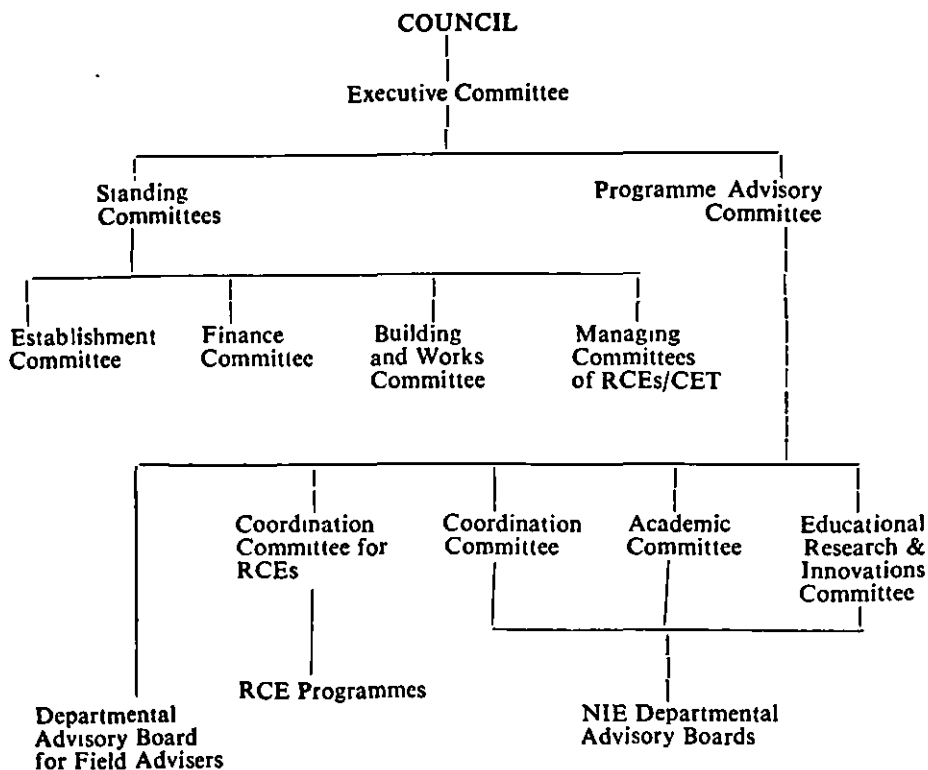 COUNCIL
Executive Committee
Standing
Committees
Programme Advisory
Committee
Establishment
Committee
Finance
Committee
Building
and Works
Committee
Managing
Committees
of RCEs/CET
Coordination
Committee for
RCEs
Coordination
Committee
Academic
Committee
Educational
Research &
Innovations
Committee
RCE Programmes
Departmental
Advisory Board
for Field Advisers
NIE Departmental
Advisory Boards